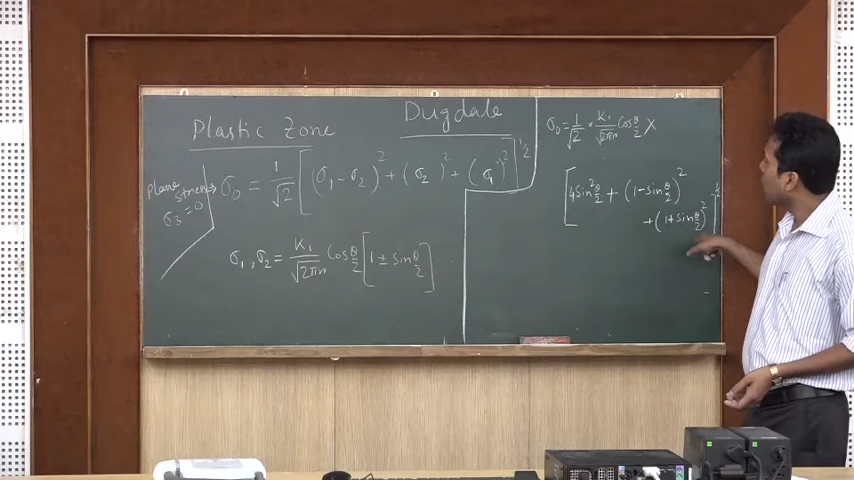 Plastic Zone
Dugdale
Plane stress → σ₀ = 1/√2 [(σ₁ - σ₂)² + (σ₂)² + (σ₁)²]^1/2
σ₃ = 0
σ₁, σ₂ = K₁/√2πr Cos θ/2 [1 ± sin θ/2]
σ₀ = 1/√2 × K₁/√2πr Cos θ/2 X
[4 sin² θ/2 + (1 - sin θ/2)²
+ (1 + sin θ/2)²]^1/2